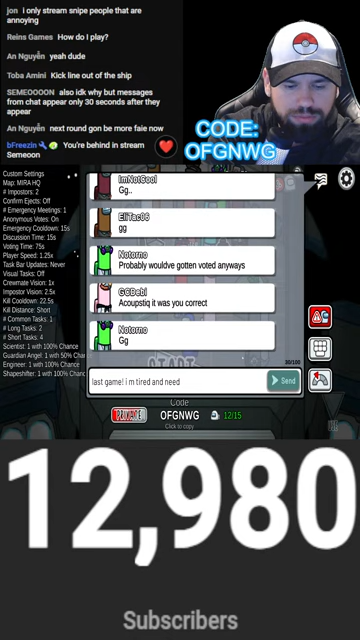 jon i only stream snipe people that are
annoying
Reins Games How do I play?
An Nguyễn yeah dude
Toba Amini Kick line out of the ship
SEMEOOOON also idk why but messages
from chat appear only 30 seconds after they
appear
An Nguyễn next round gon be more faie now
bFreezin You're behind in stream
Semeoon
CODE:
OFGNWG
Custom Settings
Map: MIRA HQ
# Impostors: 2
Confirm Ejects: Off
# Emergency Meetings: 1
Anonymous Votes: On
Emergency Cooldown: 15s
Discussion Time: 15s
Voting Time: 75s
Player Speed: 1.25x
Task Bar Updates: Never
Visual Tasks: Off
Crewmate Vision: 1x
Impostor Vision: 2.5x
Kill Cooldown: 22.5s
Kill Distance: Short
# Common Tasks: 1
# Long Tasks: 2
# Short Tasks: 4
Scientist: 1 with 100% Chance
Guardian Angel: 1 with 50% Chance
Engineer: 1 with 100% Chance
Shapeshifter: 1 with 100% Chance
ImNotCool
Gg..
EliTac06
gg
Notorno
Probably wouldve gotten voted anyways
GCDebl
Acoupstiq it was you correct
Notorno
Gg
30/100
last game! i m tired and need
Send
Code
PRIVATE OFGNWG 12/15
Click to copy
12,980
Subscribers